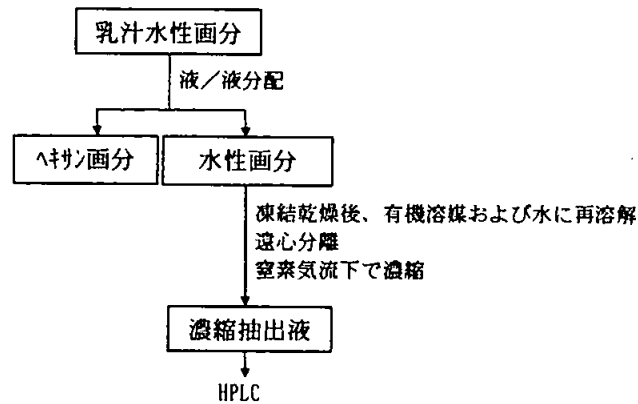 乳汁水性画分
液／液分配
ﾍｷｻﾝ画分
水性画分
凍結乾燥後、有機溶媒および水に再溶解
遠心分離
窒素気流下で濃縮
濃縮抽出液
HPLC